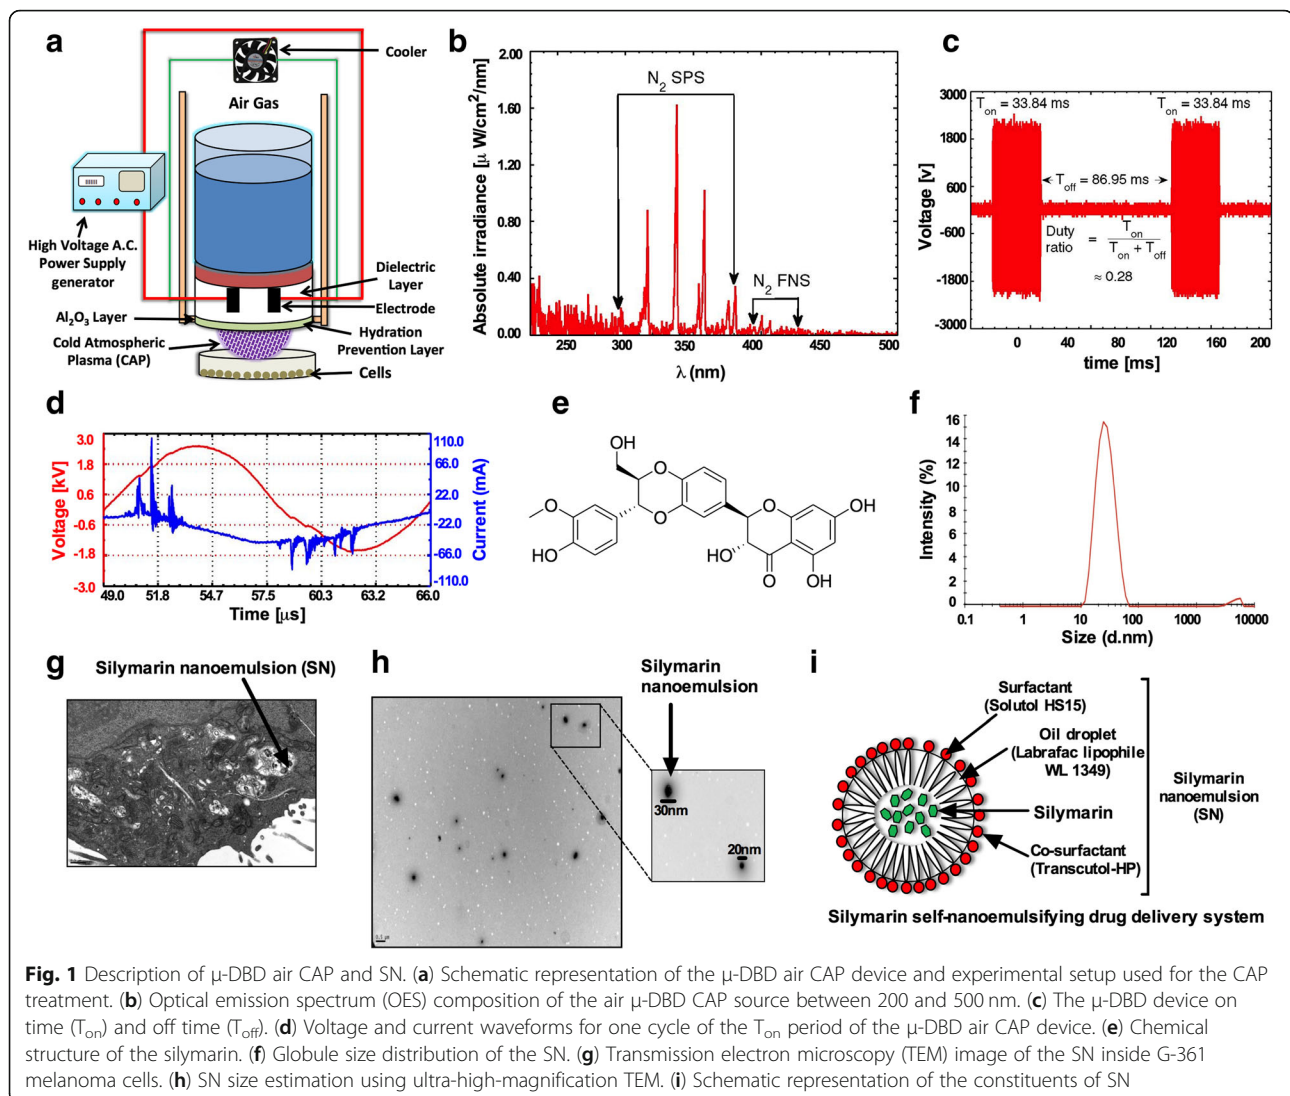 a
Cooler
Air Gas
High Voltage A.C.
Power Supply
generator
Dielectric
Layer
Electrode
Al2O3 Layer
Hydration
Prevention Layer
Cold Atmospheric
Plasma (CAP)
Cells
b
Absolute irradiance [µ W/cm2/nm]
2.00
1.60
1.20
0.80
0.40
0.00
N2 SPS
N2 FNS
250 300 350 400 450 500
λ (nm)
c
Voltage [v]
3000
1800
600
-600
-1800
-3000
Ton = 33.84 ms
Ton = 33.84 ms
Toff = 86.95 ms
Duty ratio = Ton / Ton + Toff
≈ 0.28
0 40 80 120 160 200
time [ms]
d
Voltage [kV]
3.0
1.8
0.6
-0.6
-1.8
-3.0
110.0
66.0
22.0
-22.0
-66.0
-110.0
Current (mA)
49.0 51.8 54.7 57.5 60.3 63.2 66.0
Time [µs]
e
OH
O
O
O
O
HO
HO
O
OH
OH
f
Intensity (%)
16
14
12
10
8
6
4
2
0
0.1 1 10 100 1000 10000
Size (d.nm)
g
Silymarin nanoemulsion (SN)
h
Silymarin
nanoemulsion
30nm
20nm
i
Surfactant
(Solutol HS15)
Oil droplet
(Labrafac lipophile
WL 1349)
Silymarin
Co-surfactant
(Transcutol-HP)
Silymarin
nanoemulsion
(SN)
Silymarin self-nanoemulsifying drug delivery system
Fig. 1 Description of µ-DBD air CAP and SN. (a) Schematic representation of the µ-DBD air CAP device and experimental setup used for the CAP
treatment. (b) Optical emission spectrum (OES) composition of the air µ-DBD CAP source between 200 and 500 nm. (c) The µ-DBD device on
time (Ton) and off time (Toff). (d) Voltage and current waveforms for one cycle of the Ton period of the µ-DBD air CAP device. (e) Chemical
structure of the silymarin. (f) Globule size distribution of the SN. (g) Transmission electron microscopy (TEM) image of the SN inside G-361
melanoma cells. (h) SN size estimation using ultra-high-magnification TEM. (i) Schematic representation of the constituents of SN